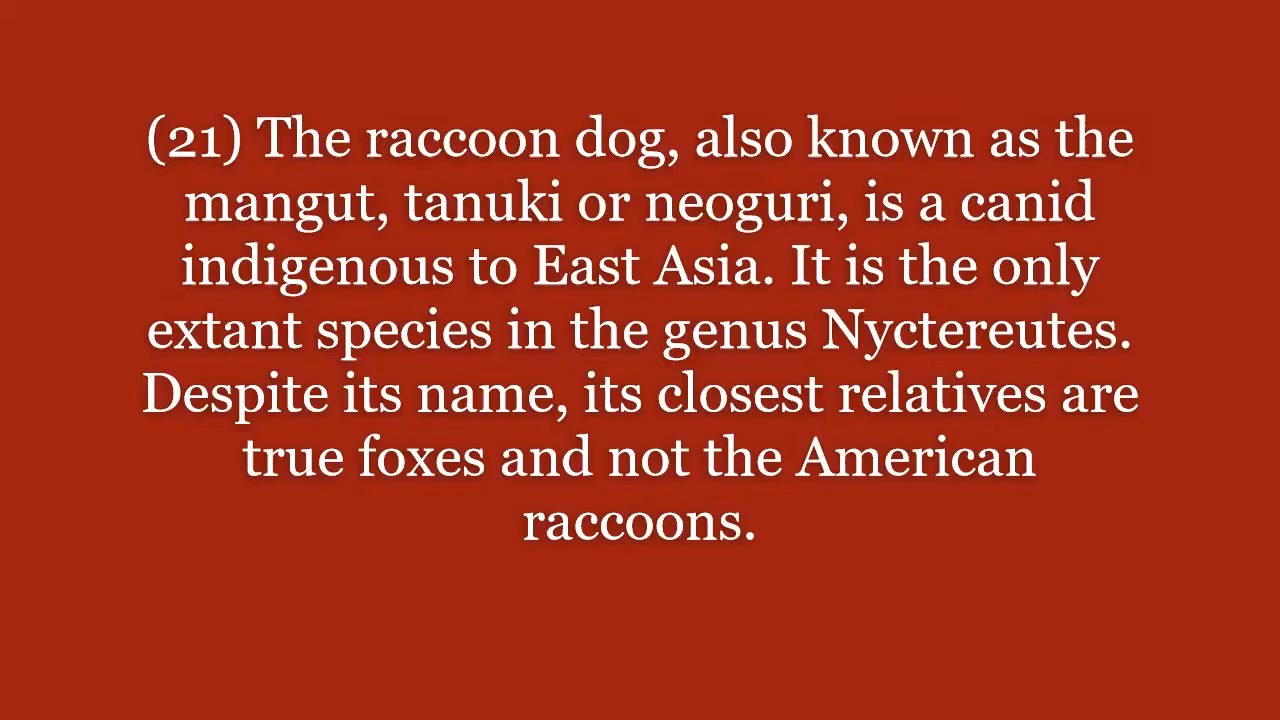 (21) The raccoon dog, also known as the
mangut, tanuki or neoguri, is a canid
indigenous to East Asia. It is the only
extant species in the genus Nyctereutes.
Despite its name, its closest relatives are
true foxes and not the American
raccoons.